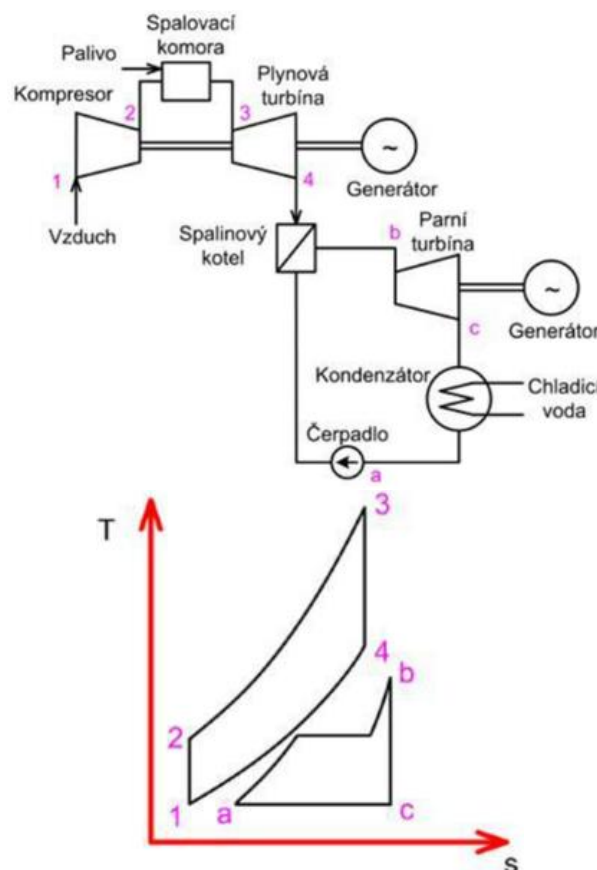 Spalovací
komora
Palivo
Plynová
turbína
Kompresor
2
3
1
4
~
Generátor
Vzduch
Spalinový
kotel
b
Parní
turbína
~
c
Generátor
Kondenzátor
Chladicí
voda
Čerpadlo
a
T
3
4
b
2
1
a
c
s